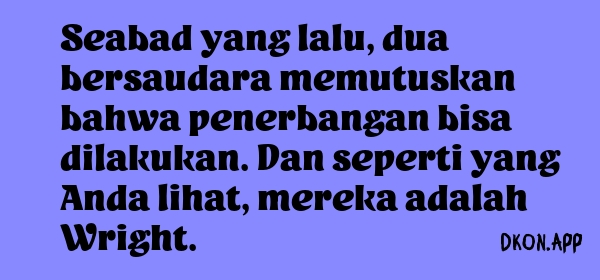 Seabad yang lalu, dua
bersaudara memutuskan
bahwa penerbangan bisa
dilakukan. Dan seperti yang
Anda lihat, mereka adalah
Wright.
DKON.APP